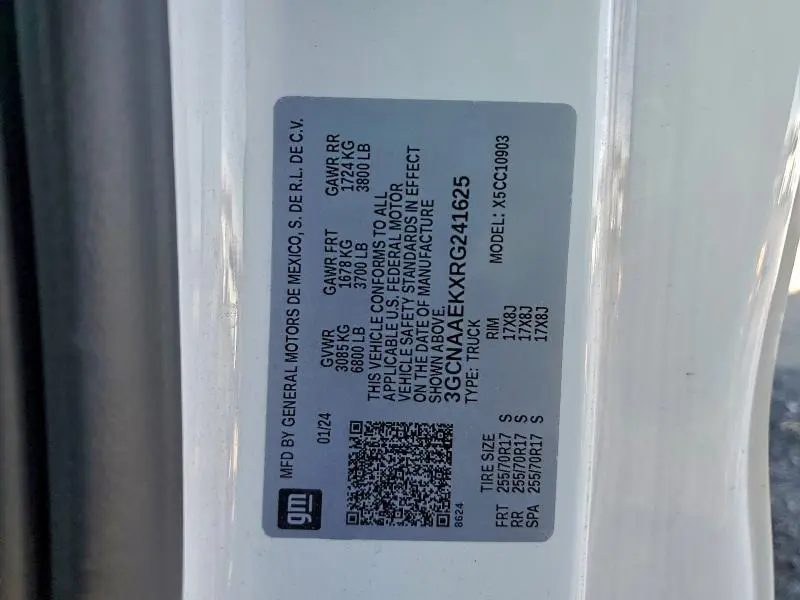 gm
MFD BY GENERAL MOTORS DE MEXICO, S. DE R.L. DE C.V.
01/24
GVWR GAWR FRT GAWR RR
3085 KG 1678 KG 1724 KG
6800 LB 3700 LB 3800 LB
THIS VEHICLE CONFORMS TO ALL
APPLICABLE U.S. FEDERAL MOTOR
VEHICLE SAFETY STANDARDS IN EFFECT
ON THE DATE OF MANUFACTURE
SHOWN ABOVE.
3GCNAAEKXRG241625
TYPE: TRUCK
8624
MODEL: X5CC10903
TIRE SIZE RIM
FRT 255/70R17 S 17X8J
RR 255/70R17 S 17X8J
SPA 255/70R17 S 17X8J